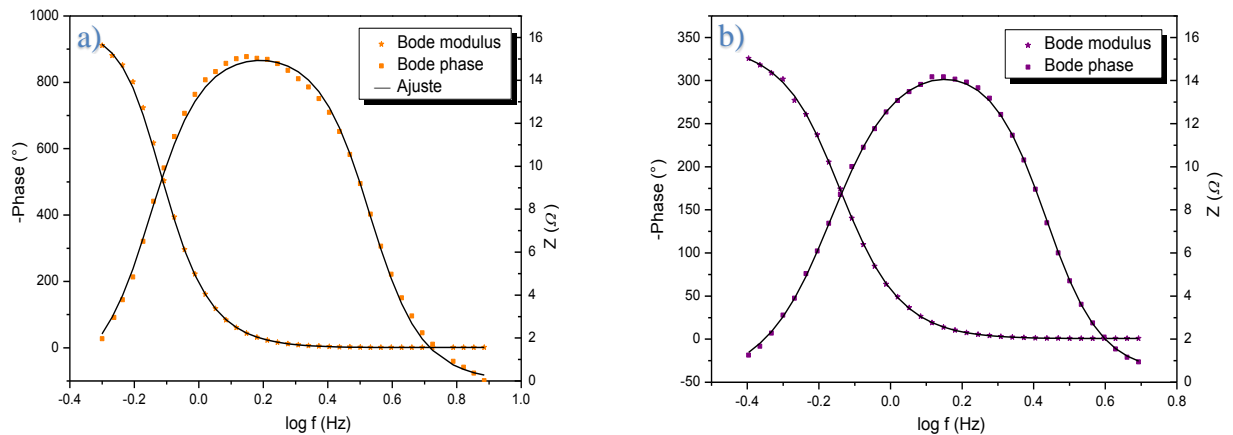 a)
Bode modulus
Bode phase
Ajuste
1000
800
600
400
200
0
-Phase (°)
16
14
12
10
8
6
4
2
0
Z (Ω)
-0.4 -0.2 0.0 0.2 0.4 0.6 0.8 1.0
log f (Hz)
b)
Bode modulus
Bode phase
350
300
250
200
150
100
50
0
-50
-Phase (°)
16
14
12
10
8
6
4
2
0
Z (Ω)
-0.6 -0.4 -0.2 0.0 0.2 0.4 0.6 0.8
log f (Hz)